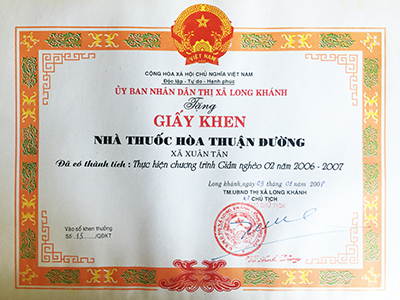 VIỆT NAM
CỘNG HÒA XÃ HỘI CHỦ NGHĨA VIỆT NAM
Độc lập - Tự do - Hạnh phúc
ỦY BAN NHÂN DÂN THỊ XÃ LONG KHÁNH
Tặng
GIẤY KHEN
NHÀ THUỐC HÒA THUẬN ĐƯỜNG
XÃ XUÂN TÂN
Đã có thành tích : Thực hiện chương trình Giảm nghèo 02 năm 2006 - 2007
Long khánh, ngày 03 tháng 01 năm
TM.UBND THỊ XÃ LONG KHÁNH
CHỦ TỊCH
Vào sổ khen thưởng
Số /QĐKT